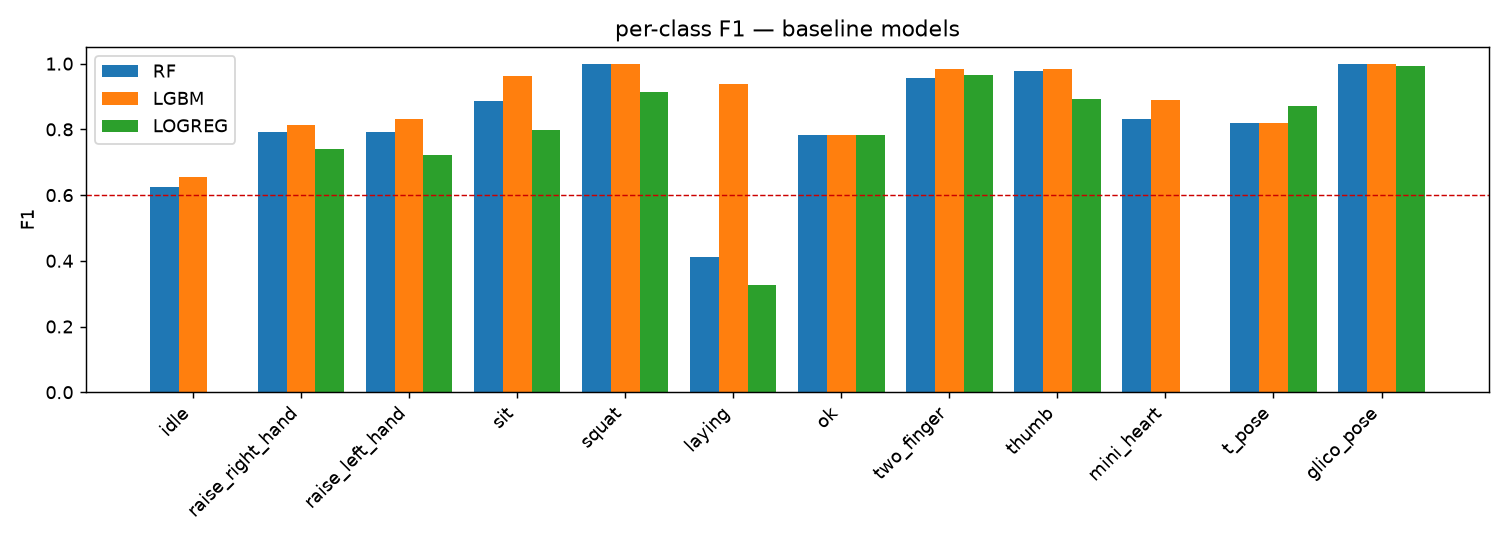 per-class F1 — baseline models
RF
LGBM
LOGREG
F1
1.0
0.8
0.6
0.4
0.2
0.0
idle
raise_right_hand
raise_left_hand
sit
squat
laying
ok
two_finger
thumb
mini_heart
t_pose
glico_pose